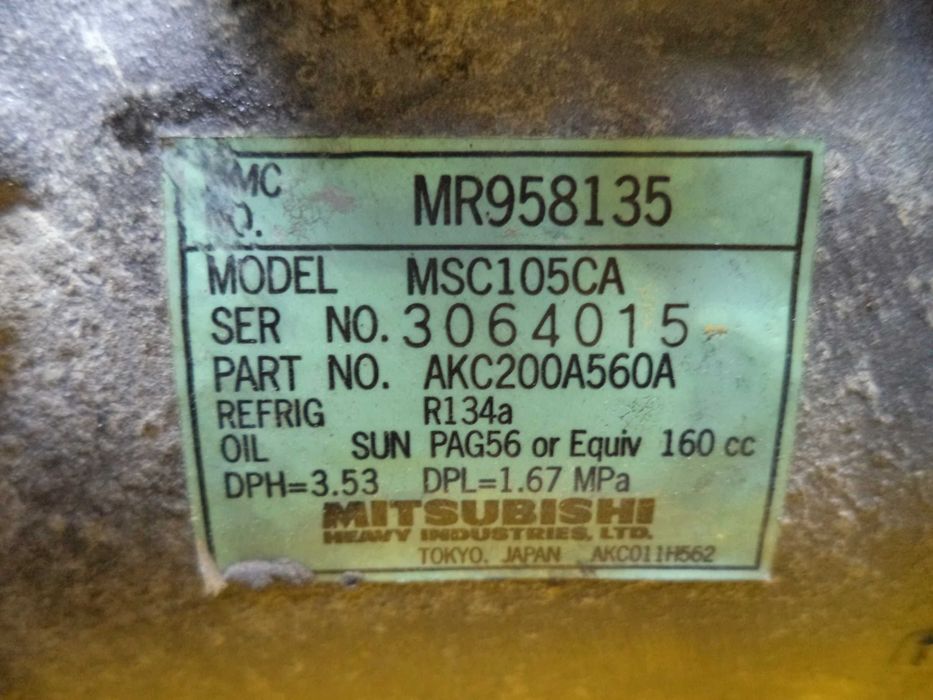 MR958135
MODEL MSC105CA
SER NO. 3064015
PART NO. AKC200A560A
REFRIG R134a
OIL SUN PAG56 or Equiv 160 cc
DPH=3.53 DPL=1.67 MPa
MITSUBISHI
HEAVY INDUSTRIES, LTD.
TOKYO, JAPAN AKC011H562